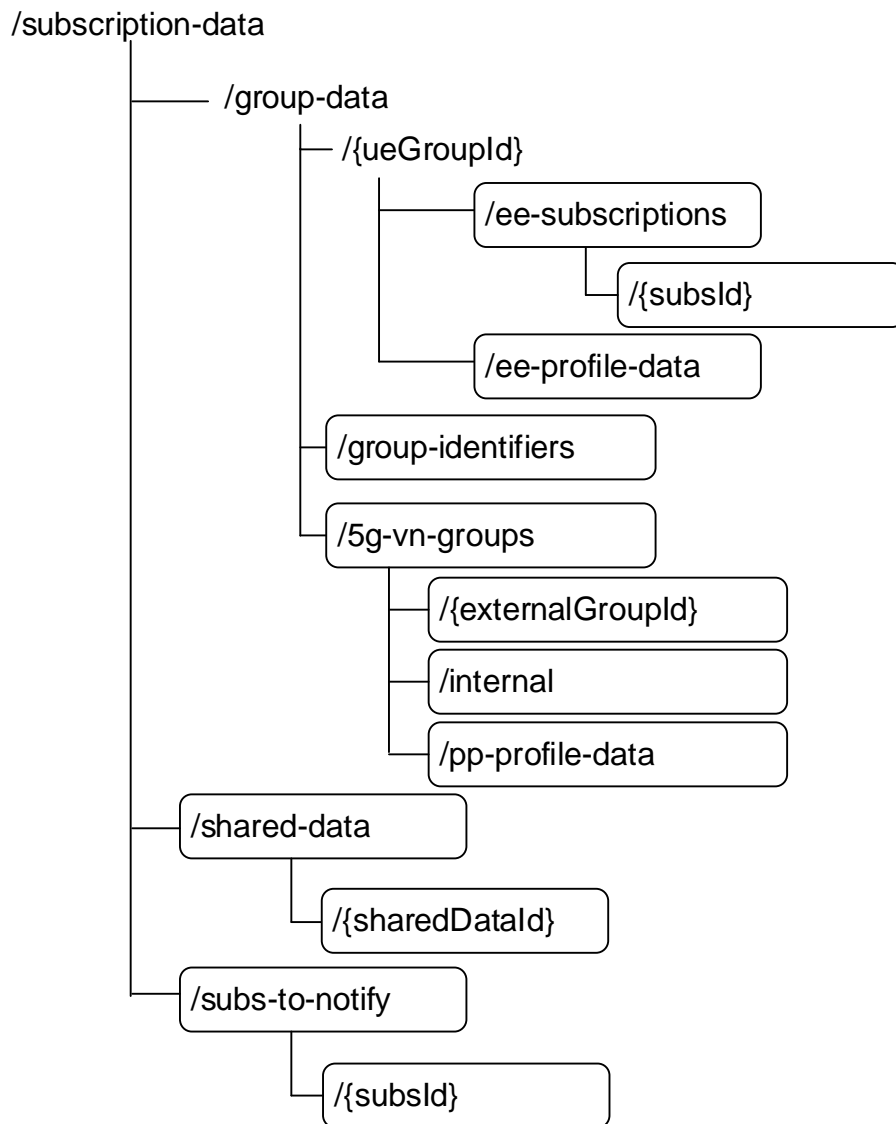 /subscription-data
/group-data
/{ueGroupId}
/ee-subscriptions
/{subsId}
/ee-profile-data
/group-identifiers
/5g-vn-groups
/{externalGroupId}
/internal
/pp-profile-data
/shared-data
/{sharedDataId}
/subs-to-notify
/{subsId}